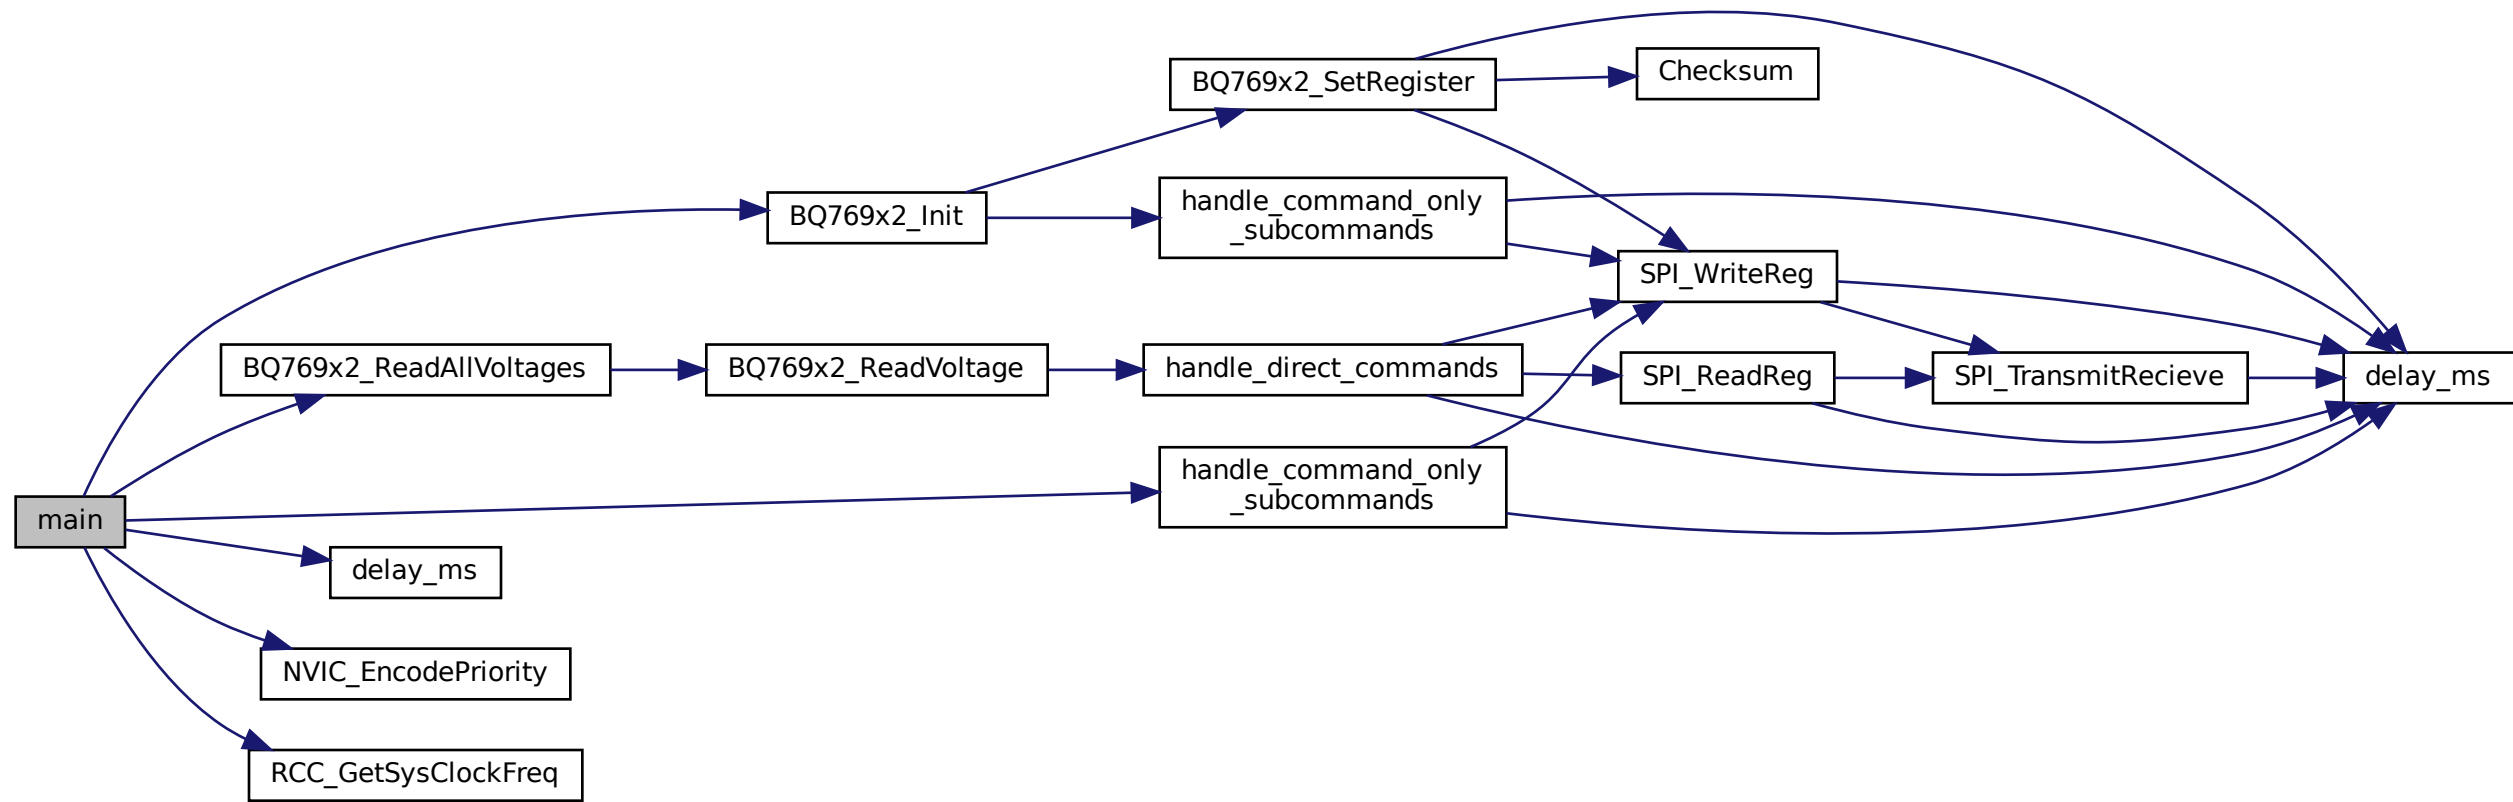 main
BQ769x2_Init
BQ769x2_ReadAllVoltages
delay_ms
NVIC_EncodePriority
RCC_GetSysClockFreq
BQ769x2_ReadVoltage
BQ769x2_SetRegister
handle_command_only
_subcommands
handle_direct_commands
handle_command_only
_subcommands
Checksum
SPI_WriteReg
SPI_ReadReg
SPI_TransmitRecieve
delay_ms